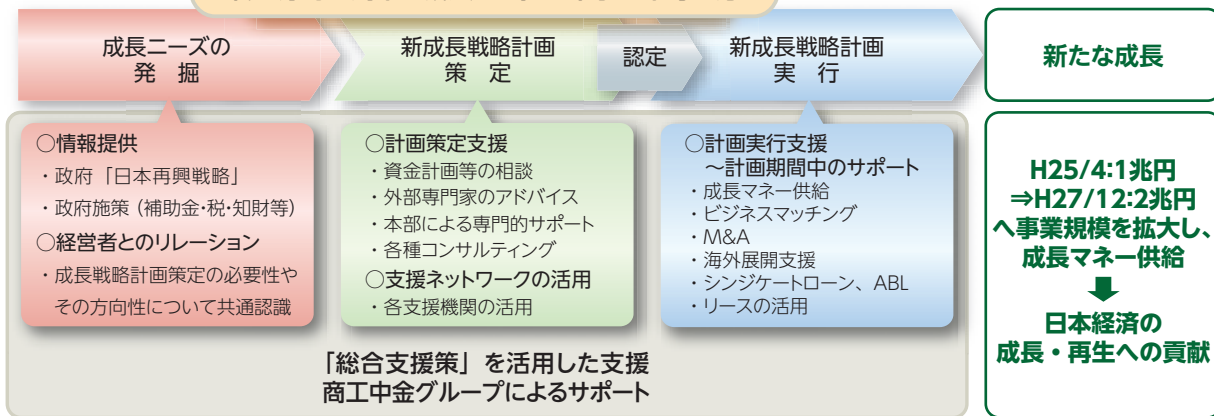 成長ニーズの
発 掘
新成長戦略計画
策 定
認定
新成長戦略計画
実 行
新たな成長
○情報提供
・政府「日本再興戦略」
・政府施策（補助金・税・知財等）
○経営者とのリレーション
・成長戦略計画策定の必要性や
その方向性について共通認識
○計画策定支援
・資金計画等の相談
・外部専門家のアドバイス
・本部による専門的サポート
・各種コンサルティング
○支援ネットワークの活用
・各支援機関の活用
○計画実行支援
～計画期間中のサポート
・成長マネー供給
・ビジネスマッチング
・M&A
・海外展開支援
・シンジケートローン、ABL
・リースの活用
「総合支援策」を活用した支援
商工中金グループによるサポート
H25/4:1兆円
⇒H27/12:2兆円
へ事業規模を拡大し、
成長マネー供給
日本経済の
成長・再生への貢献